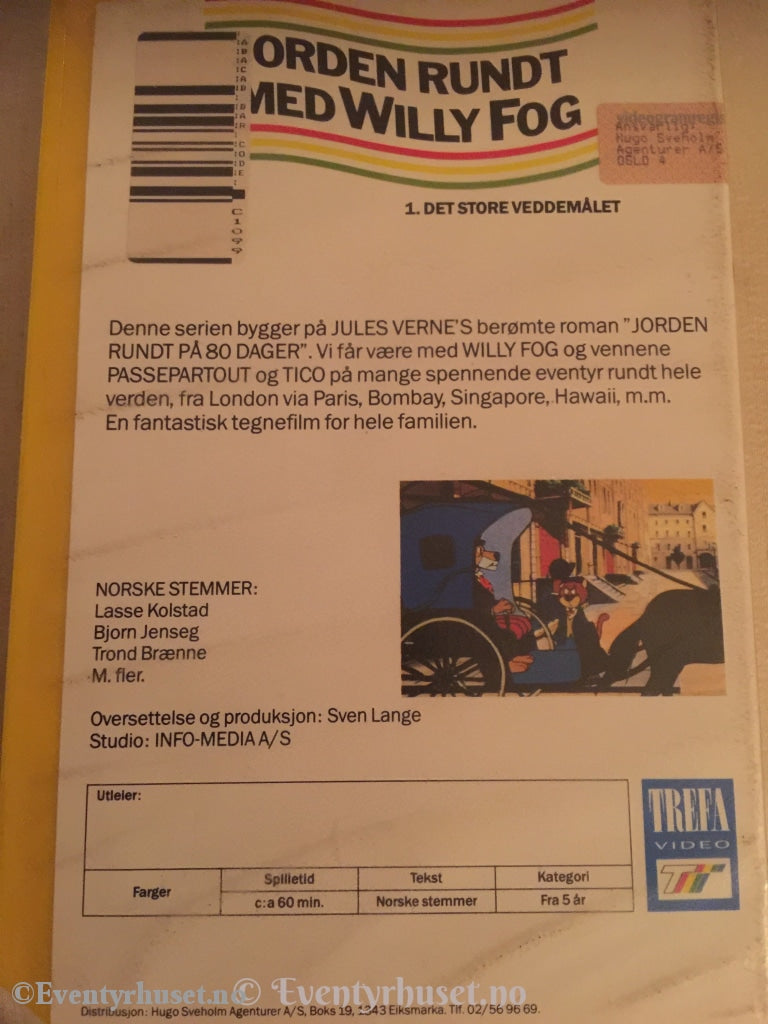 JORDEN RUNDT
MED WILLY FOG
ABACAB BAR CODE:
C1099
videogramregis
Ansvarlig:
Hugo Sveholm
Agenturer A/S
OSLO 4
1. DET STORE VEDDEMÅLET
Denne serien bygger på JULES VERNE'S berømte roman "JORDEN
RUNDT PÅ 80 DAGER". Vi får være med WILLY FOG og vennene
PASSEPARTOUT og TICO på mange spennende eventyr rundt hele
verden, fra London via Paris, Bombay, Singapore, Hawaii, m.m.
En fantastisk tegnefilm for hele familien.
NORSKE STEMMER:
Lasse Kolstad
Bjorn Jenseg
Trond Brænne
M. fler.
Oversettelse og produksjon: Sven Lange
Studio: INFO-MEDIA A/S
Utleier:
Farger
Spilletid
Tekst
Kategori
c:a 60 min.
Norske stemmer
Fra 5 år
TREFA
VIDEO
©Eventyrhuset.no © Eventyrhuset.no
Distribusjon: Hugo Sveholm Agenturer A/S, Boks 19, 1343 Eiksmarka. Tlf. 02/56 96 69.